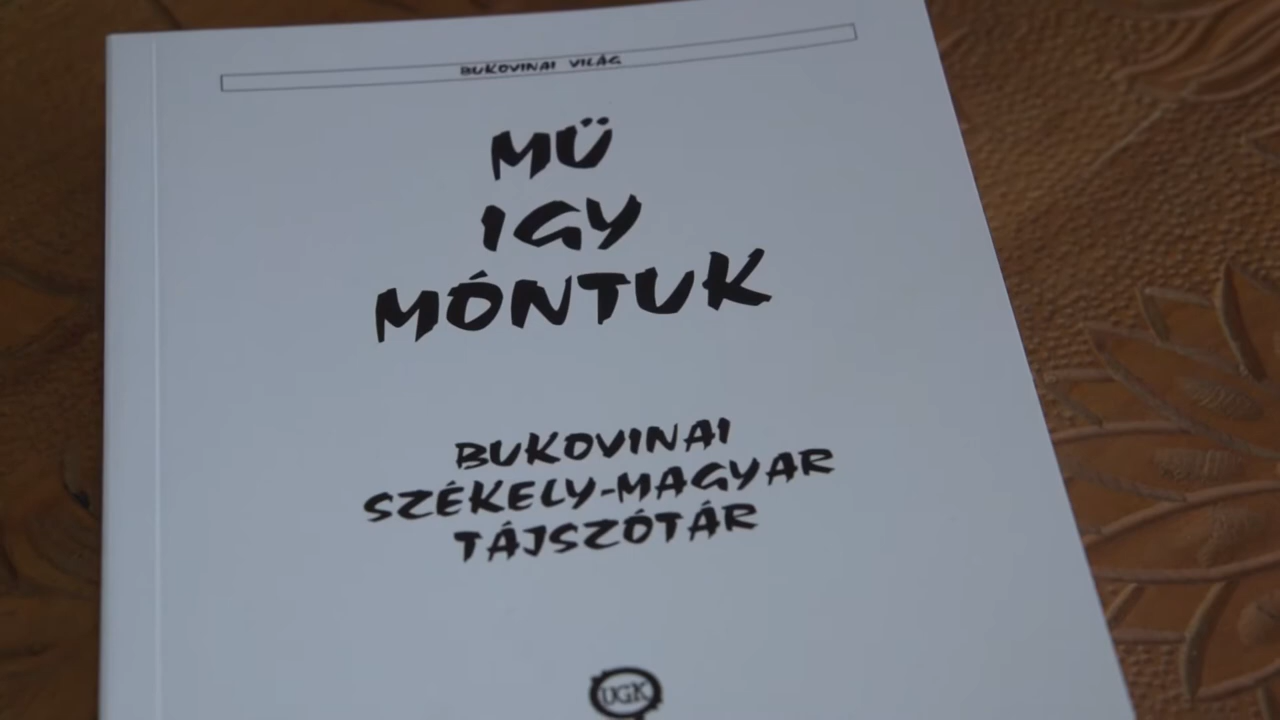 BUKOVINAI VILÁG
MÜ
IGY
MÓNTUK
BUKOVINAI
SZÉKELY-MAGYAR
TÁJSZÓTÁR
UGK